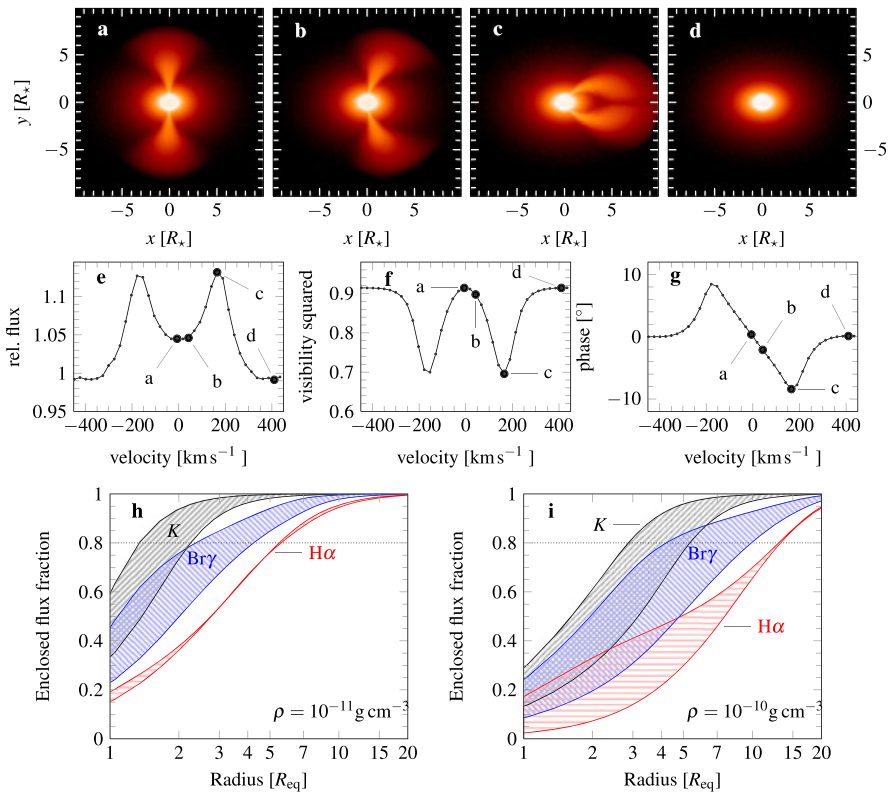 a
b
c
d
5
0
−5
y [R⋆]
5
0
−5
−5 0 5
−5 0 5
−5 0 5
−5 0 5
x [R⋆]
x [R⋆]
x [R⋆]
x [R⋆]
e
1.1
1.05
1
0.95
rel. flux
a
b
c
d
−400 −200 0 200 400
velocity [km s−1]
f
0.9
0.8
0.7
0.6
visibility squared
a
b
c
d
−400 −200 0 200 400
velocity [km s−1]
g
10
0
−10
phase [°]
a
b
c
d
−400 −200 0 200 400
velocity [km s−1]
h
1
0.8
0.6
0.4
0.2
0
Enclosed flux fraction
K
Brγ
Hα
ρ = 10−11 g cm−3
1 2 3 4 5 7 10 15 20
Radius [Req]
i
1
0.8
0.6
0.4
0.2
0
Enclosed flux fraction
K
Brγ
Hα
ρ = 10−10 g cm−3
1 2 3 4 5 7 10 15 20
Radius [Req]